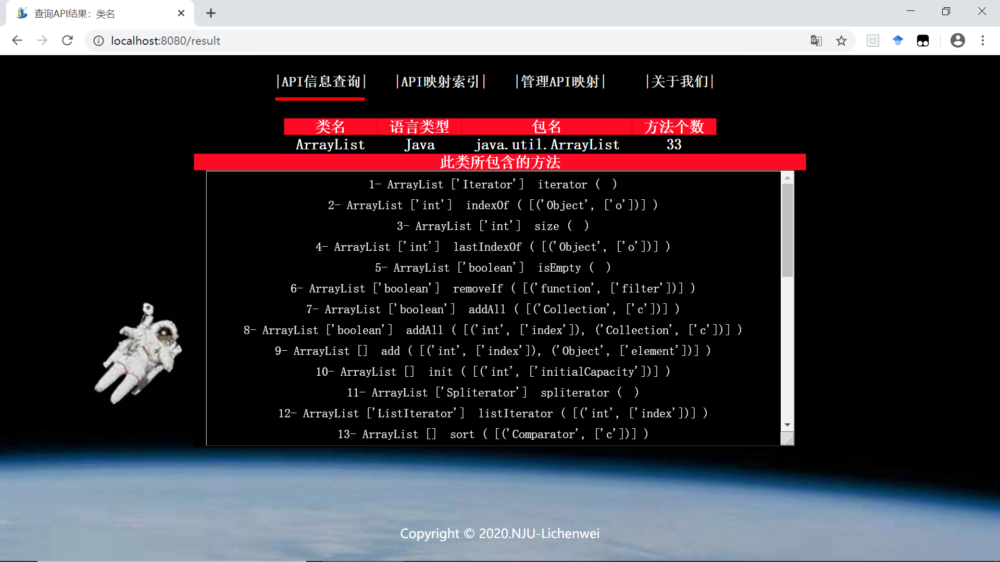 查询API结果：类名
localhost:8080/result
|API信息查询| |API映射索引| |管理API映射| |关于我们|
类名 语言类型 包名 方法个数
ArrayList Java java.util.ArrayList 33
此类所包含的方法
1- ArrayList ['Iterator'] iterator ( )
2- ArrayList ['int'] indexOf ( [('Object', ['o'])] )
3- ArrayList ['int'] size ( )
4- ArrayList ['int'] lastIndexOf ( [('Object', ['o'])] )
5- ArrayList ['boolean'] isEmpty ( )
6- ArrayList ['boolean'] removeIf ( [('function', ['filter'])] )
7- ArrayList ['boolean'] addAll ( [('Collection', ['c'])] )
8- ArrayList ['boolean'] addAll ( [('int', ['index']), ('Collection', ['c'])] )
9- ArrayList [] add ( [('int', ['index']), ('Object', ['element'])] )
10- ArrayList [] init ( [('int', ['initialCapacity'])] )
11- ArrayList ['Spliterator'] spliterator ( )
12- ArrayList ['ListIterator'] listIterator ( [('int', ['index'])] )
13- ArrayList [] sort ( [('Comparator', ['c'])] )
Copyright © 2020.NJU-Lichenwei